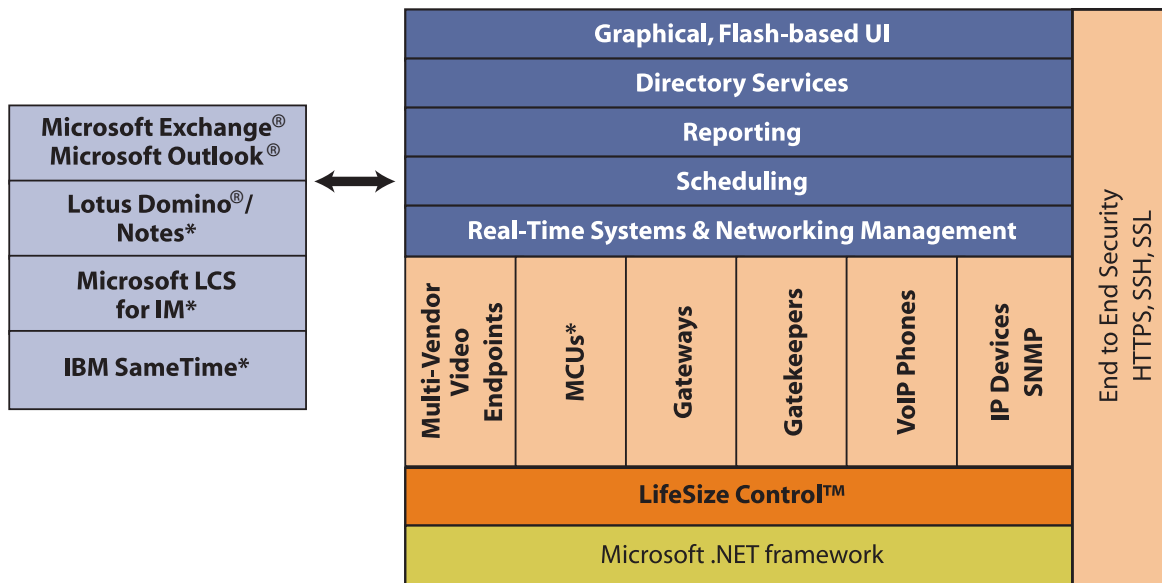 Microsoft Exchange®
Microsoft Outlook®
Lotus Domino®/
Notes*
Microsoft LCS
for IM*
IBM SameTime*
Graphical, Flash-based UI
Directory Services
Reporting
Scheduling
Real-Time Systems & Networking Management
Multi-Vendor
Video
Endpoints
MCUs*
Gateways
Gatekeepers
VoIP Phones
IP Devices
SNMP
LifeSize Control™
Microsoft .NET framework
End to End Security
HTTPS, SSH, SSL